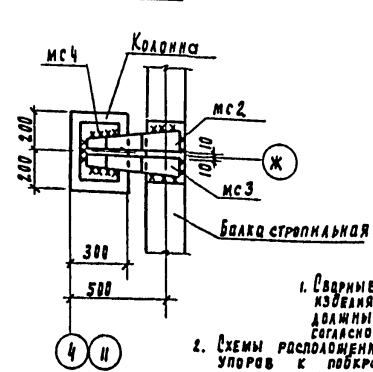 Колонна
мс4
мс2
200
200
10
10
Ж
мс3
Балка стропильная
300
500
4
11
1. Сварные
изделия
должны
согласно
2. Схемы расположен
упоров к покр